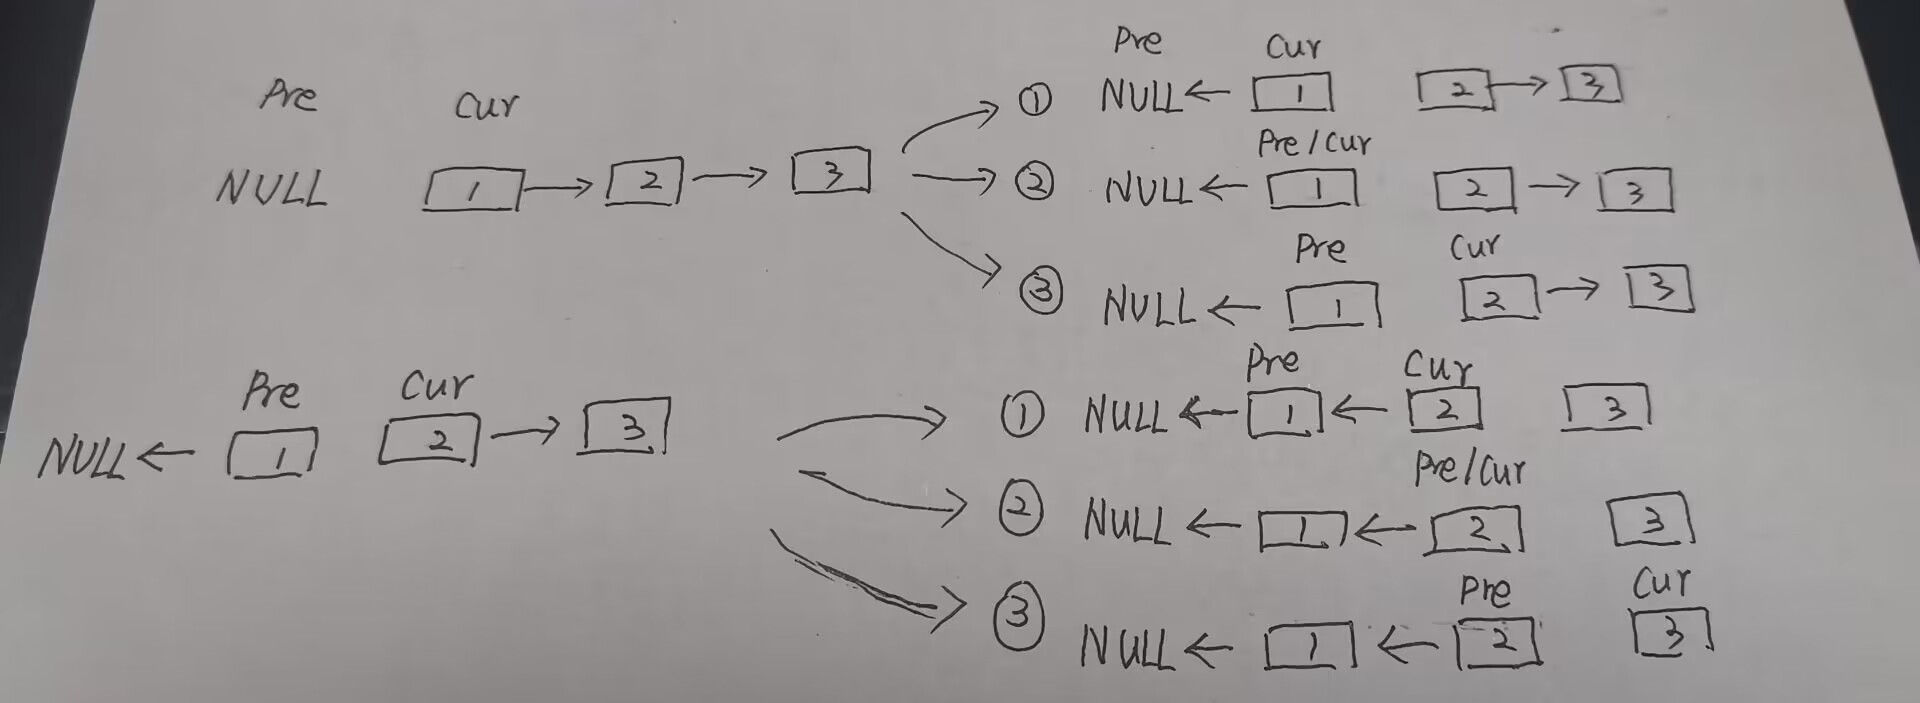 Pre Cur
NULL 1 → 2 → 3
Pre Cur
① NULL ← 1 2 → 3
Pre/Cur
② NULL ← 1 2 → 3
Pre Cur
③ NULL ← 1 2 → 3
Pre Cur
NULL ← 1 2 → 3
Pre Cur
① NULL ← 1 ← 2 3
Pre/Cur
② NULL ← 1 ← 2 3
Pre Cur
③ NULL ← 1 ← 2 3